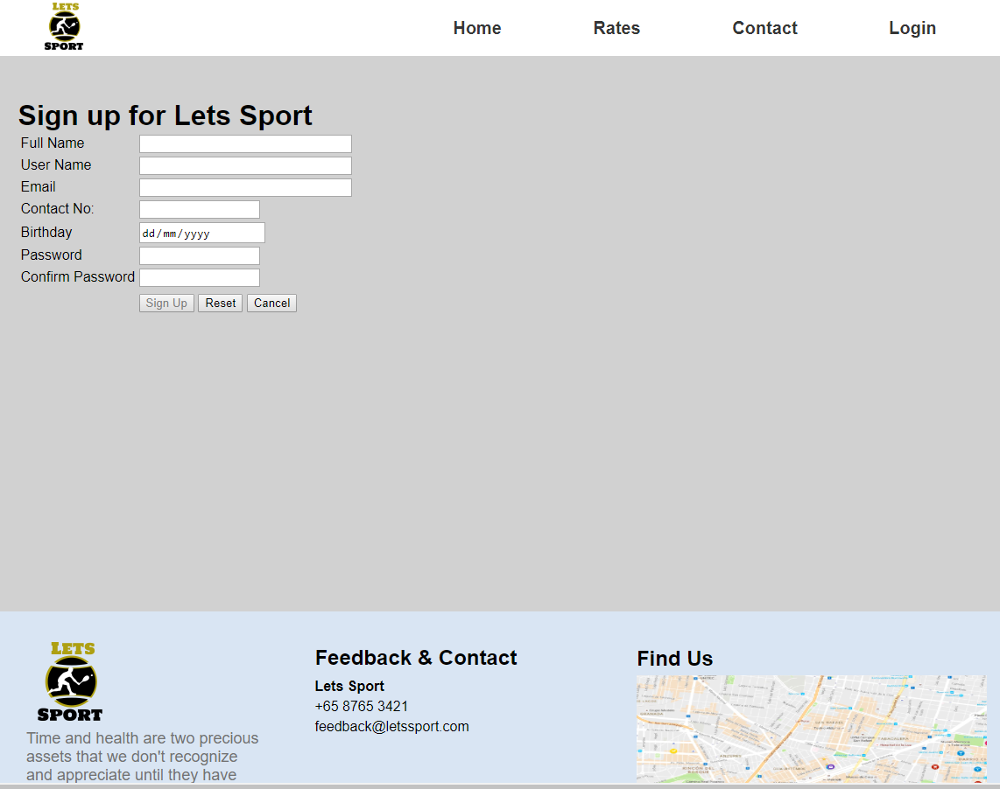 LETS
SPORT
Home
Rates
Contact
Login
Sign up for Lets Sport
Full Name
User Name
Email
Contact No:
Birthday
dd/mm/yyyy
Password
Confirm Password
Sign Up
Reset
Cancel
LETS
SPORT
Time and health are two precious
assets that we don't recognize
and appreciate until they have
Feedback & Contact
Lets Sport
+65 8765 3421
feedback@letssport.com
Find Us